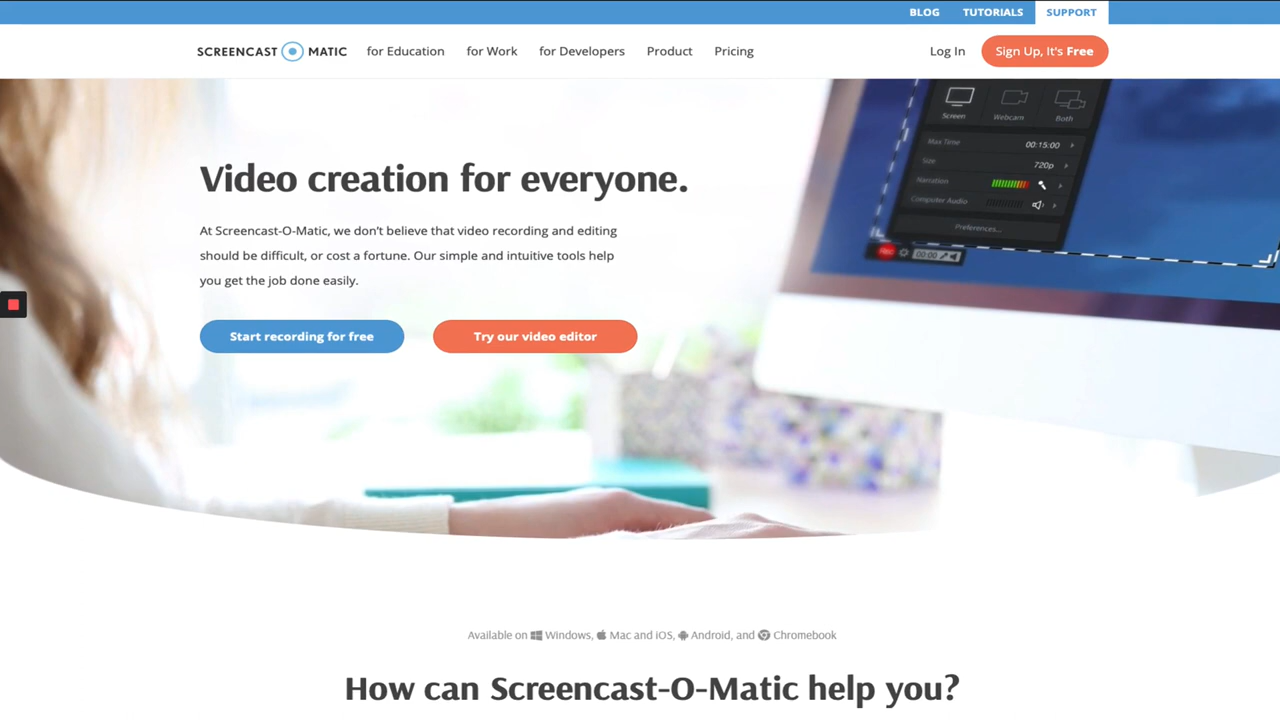 BLOG TUTORIALS SUPPORT
SCREENCAST MATIC for Education for Work for Developers Product Pricing Log In Sign Up, It's Free
Screen Webcam Both
Max Time 00:15:00
Size 720p
Narration
Computer Audio
Preferences...
REC 00:00
Video creation for everyone.
At Screencast-O-Matic, we don't believe that video recording and editing
should be difficult, or cost a fortune. Our simple and intuitive tools help
you get the job done easily.
Start recording for free Try our video editor
Available on Windows, Mac and iOS, Android, and Chromebook
How can Screencast-O-Matic help you?